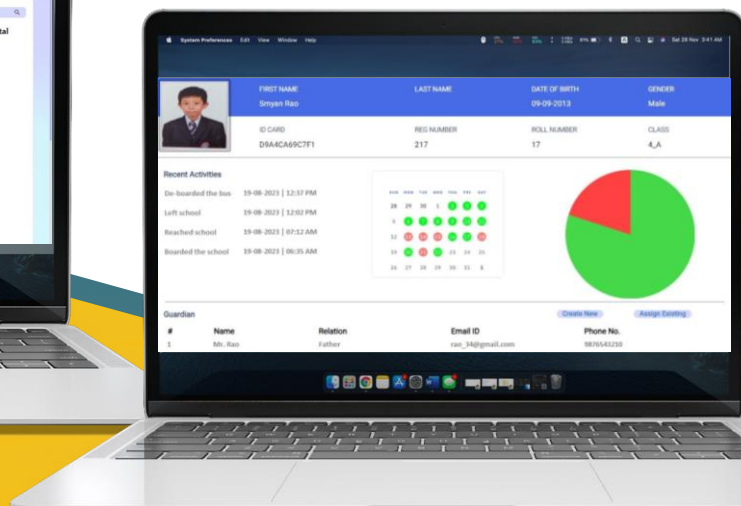 tal
System Preferences Edit View Window Help
Sat 28 Nov 3:41 AM
FIRST NAME LAST NAME DATE OF BIRTH GENDER
Smyan Rao 09-09-2013 Male
ID CARD REG NUMBER ROLL NUMBER CLASS
D9A4CA69C7F1 217 17 4_A
Recent Activities
De-boarded the bus 19-08-2023 | 12:37 PM
Left school 19-08-2023 | 12:02 PM
Reached school 19-08-2023 | 07:12 AM
Boarded the school 19-08-2023 | 06:35 AM
SUN MON TUE WED THU FRI SAT
28 29 30 1
12
23 24 25
26 27 28 29 30 31
Guardian Create New Assign Existing
# Name Relation Email ID Phone No.
1 Mr. Rao Father rao_34@gmail.com 9876543210